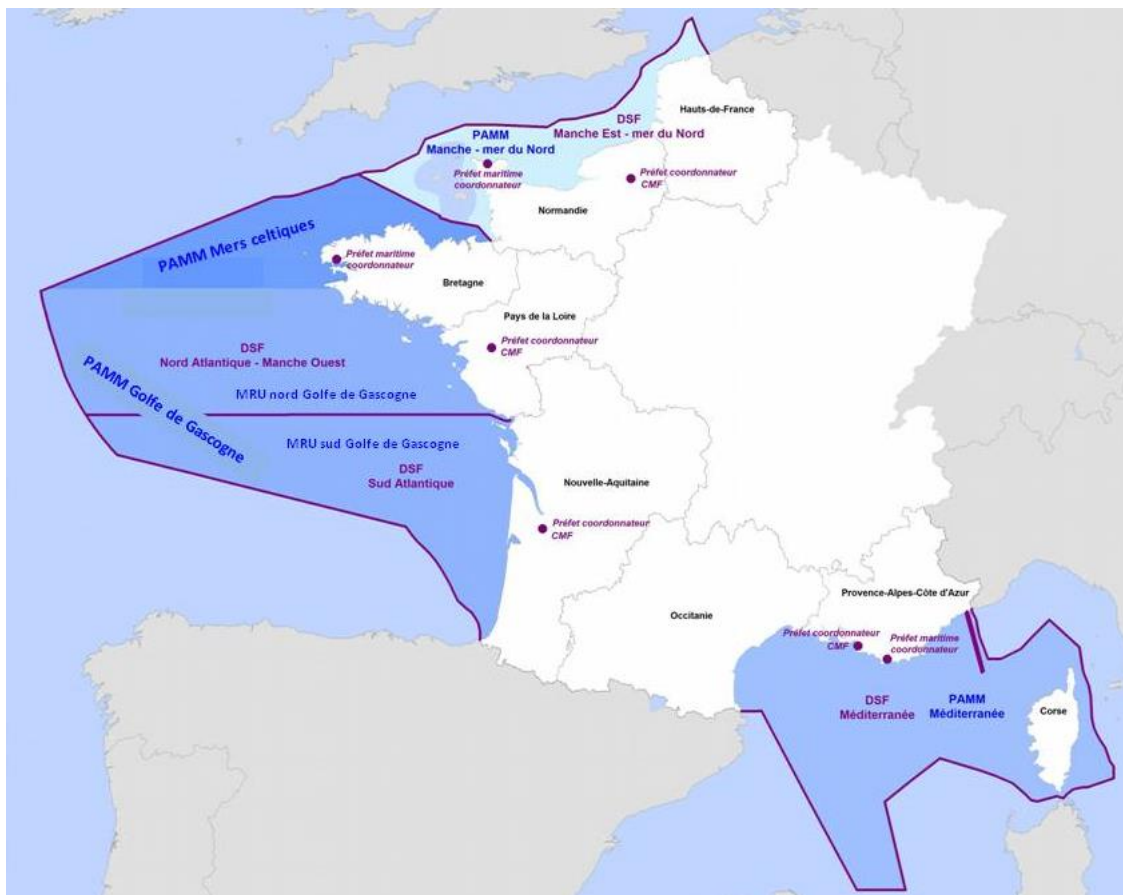 Hauts-de-France
DSF
Manche Est - mer du Nord
PAMM
Manche - mer du Nord
Préfet maritime
coordonnateur
Préfet coordonnateur
CMF
Normandie
PAMM Mers celtiques
Préfet maritime
coordonnateur
Bretagne
Pays de la Loire
Préfet coordonnateur
CMF
DSF
Nord Atlantique - Manche Ouest
PAMM Golfe de Gascogne
MRU nord Golfe de Gascogne
MRU sud Golfe de Gascogne
DSF
Sud Atlantique
Nouvelle-Aquitaine
Préfet coordonnateur
CMF
Provence-Alpes-Côte d'Azur
Occitanie
Préfet coordonnateur
CMF
Préfet maritime
coordonnateur
DSF
Méditerranée
PAMM
Méditerranée
Corse